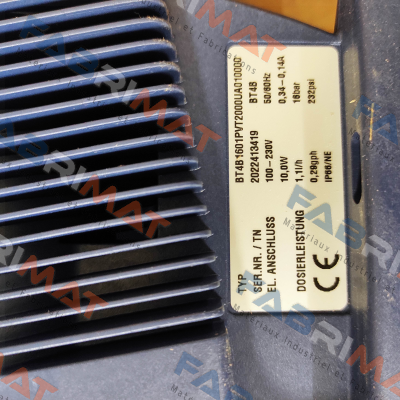 TYP BT4B1601PVT2000UA010000 BT4B
SER.NR. / TN 2022413419 50/60Hz
EL. ANSCHLUSS 100 - 230V 0,34 - 0,14A
10,0W 16bar
DOSIERLEISTUNG 1,1l/h 232psi
0,29gph
IP66/NE
CE
FABRIMAT
FABRIMAT
FABRIMAT